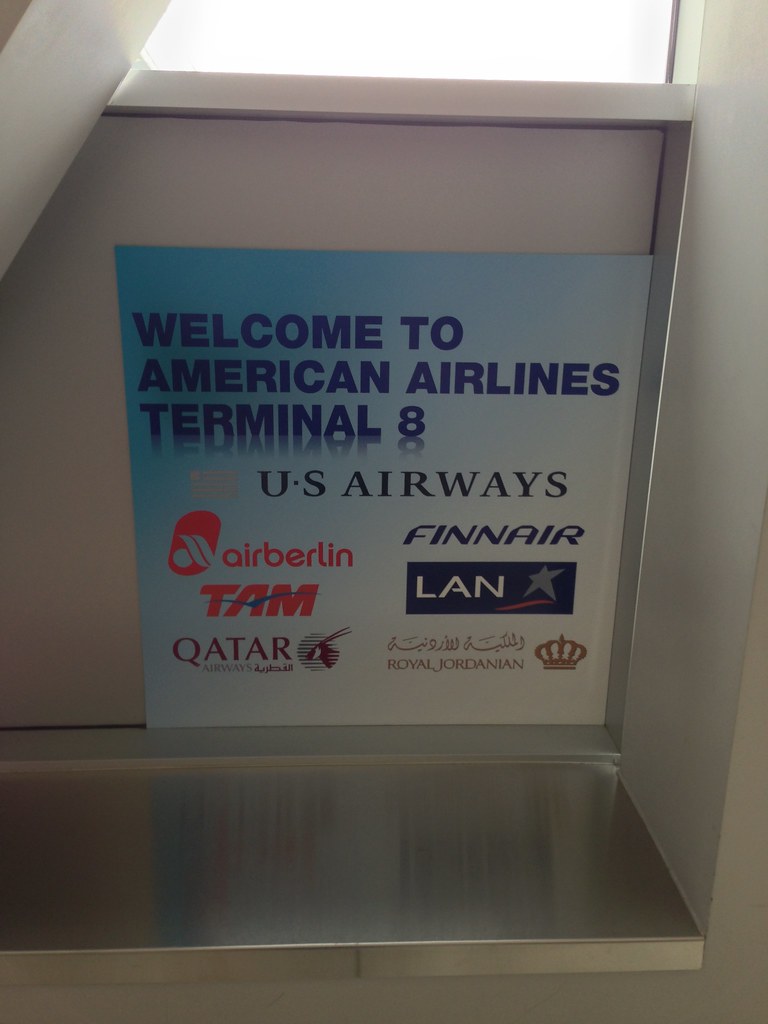 WELCOME TO
AMERICAN AIRLINES
TERMINAL 8
U·S AIRWAYS
airberlin
FINNAIR
TAM
LAN
QATAR
AIRWAYS القطرية
الملكية الأردنية
ROYAL JORDANIAN